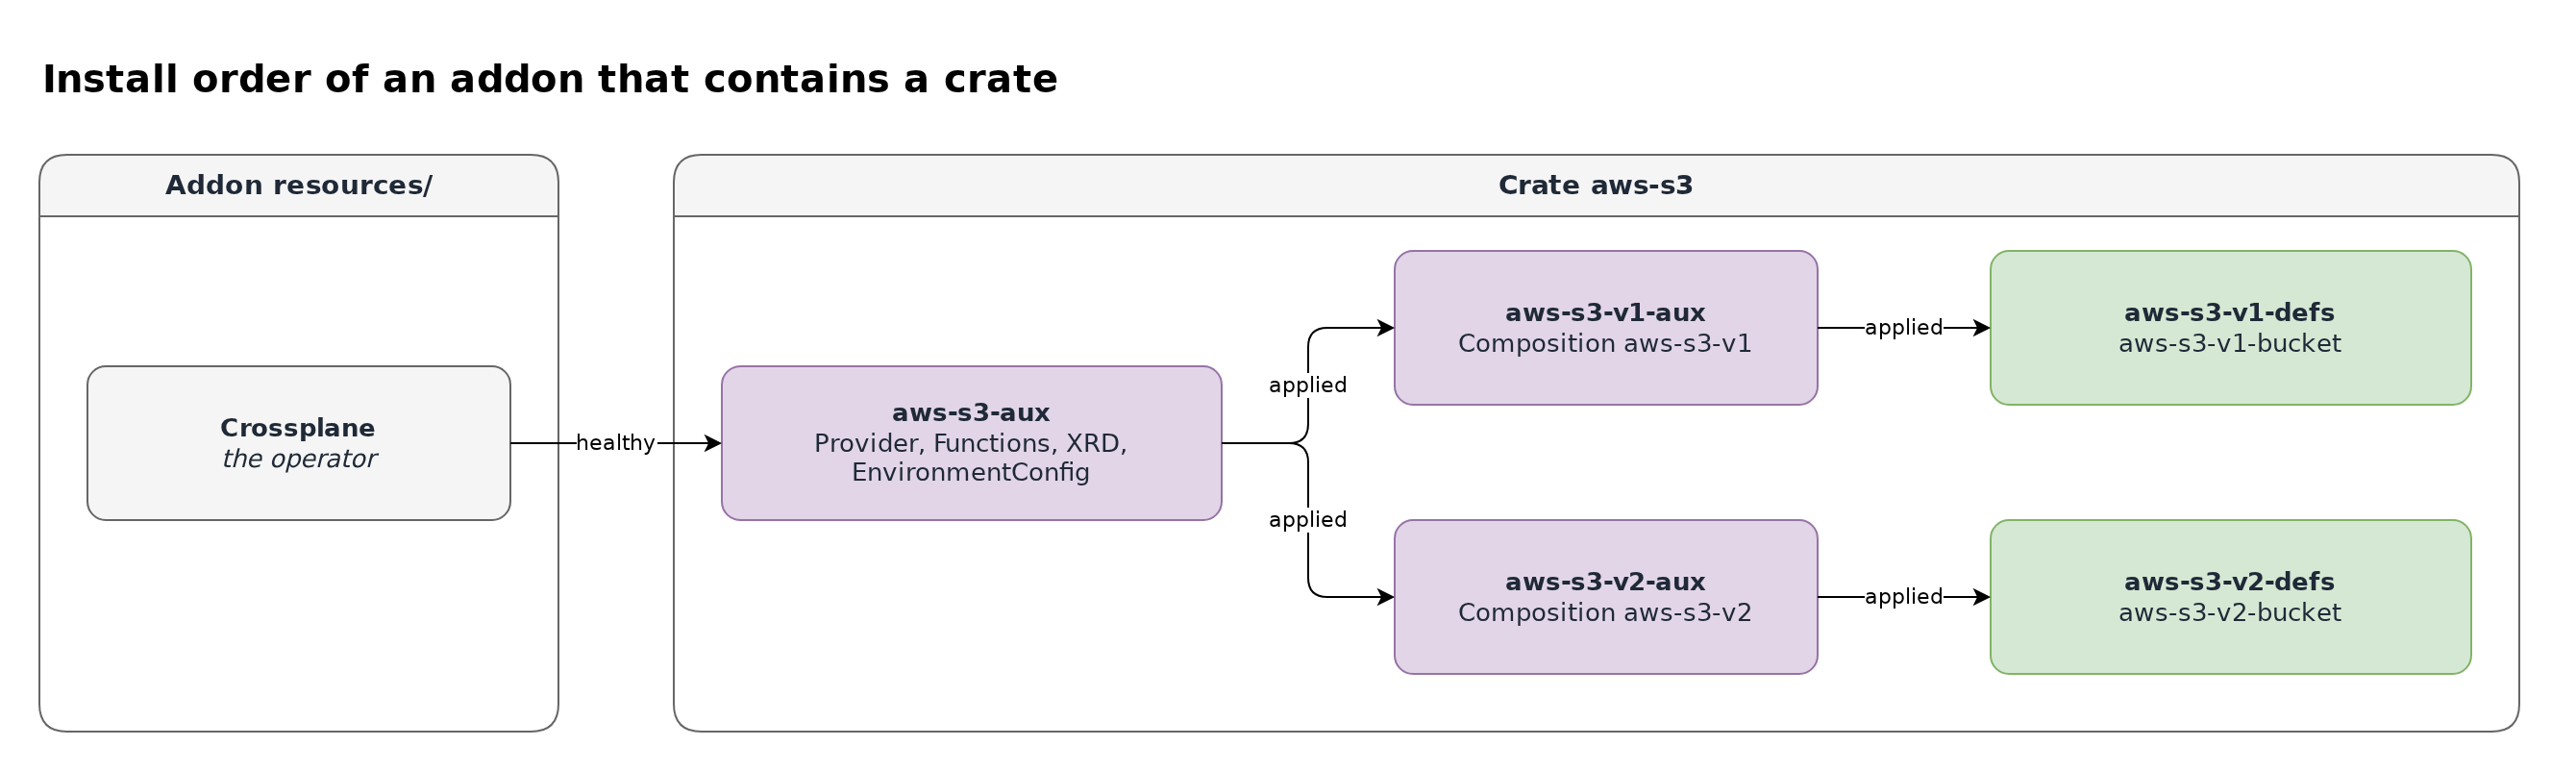 Install order of an addon that contains a crate
Addon resources/
Crate aws-s3
Crossplane
the operator
healthy
aws-s3-aux
Provider, Functions, XRD,
EnvironmentConfig
applied
applied
aws-s3-v1-aux
Composition aws-s3-v1
applied
aws-s3-v1-defs
aws-s3-v1-bucket
aws-s3-v2-aux
Composition aws-s3-v2
applied
aws-s3-v2-defs
aws-s3-v2-bucket